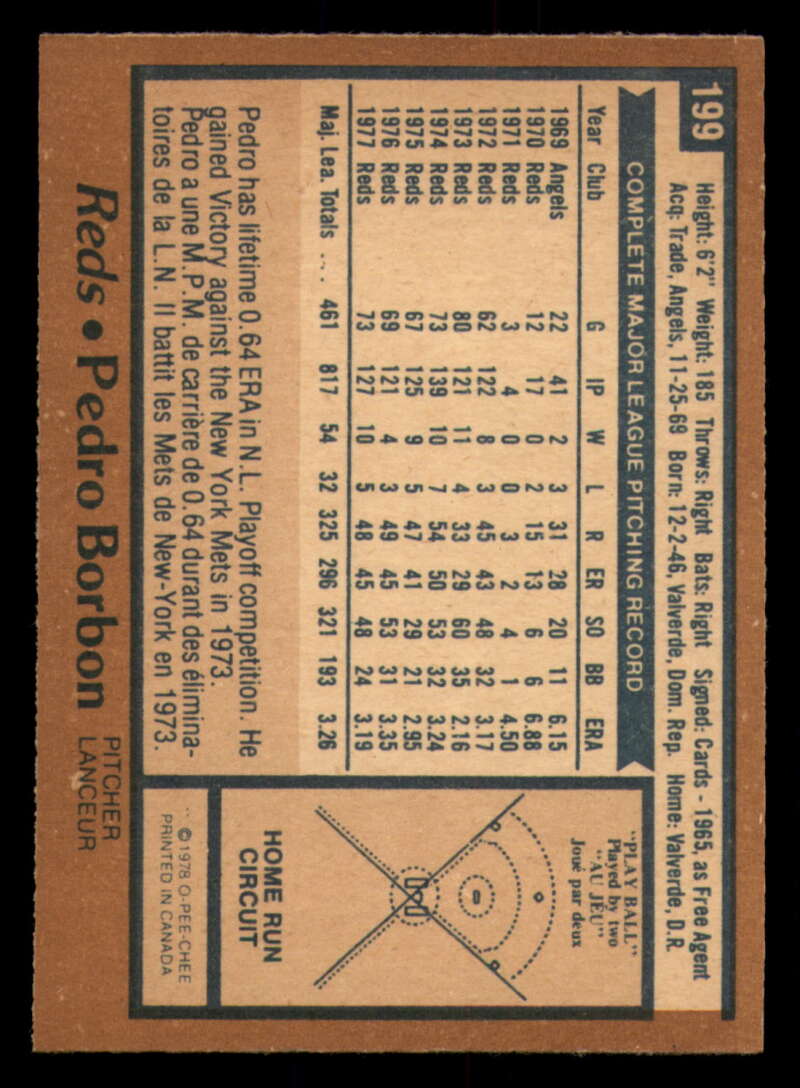 199
Height: 6'2" Weight: 185 Throws: Right Bats: Right Signed: Cards - 1965, as Free Agent
Acq: Trade, Angels, 11-25-69 Born: 12-2-46, Valverde, Dom. Rep. Home: Valverde, D.R.
COMPLETE MAJOR LEAGUE PITCHING RECORD
Year Club G IP W L R ER SO BB ERA
1969 Angels 22 41 2 3 31 28 20 11 6.15
1970 Reds 12 17 0 2 15 13 6 6 6.88
1971 Reds 3 4 0 0 3 2 4 1 4.50
1972 Reds 62 122 8 3 45 43 48 32 3.17
1973 Reds 80 121 11 4 33 29 60 35 2.16
1974 Reds 73 139 10 7 54 50 53 32 3.24
1975 Reds 67 125 9 5 47 41 29 21 2.95
1976 Reds 69 121 4 3 49 45 53 31 3.35
1977 Reds 73 127 10 5 48 45 48 24 3.19
Maj. Lea. Totals ... 461 817 54 32 325 296 321 193 3.26
Pedro has lifetime 0.64 ERA in N.L. Playoff competition. He
gained Victory against the New York Mets in 1973.
Pedro a une M.P.M. de carrière de 0.64 durant des élimina-
toires de la L.N. Il battit les Mets de New-York en 1973.
"PLAY BALL"
Played by two
"AU JEU"
Joué par deux
HOME RUN
CIRCUIT
©1978 O-PEE-CHEE
PRINTED IN CANADA
Reds • Pedro Borbon
PITCHER
LANCEUR